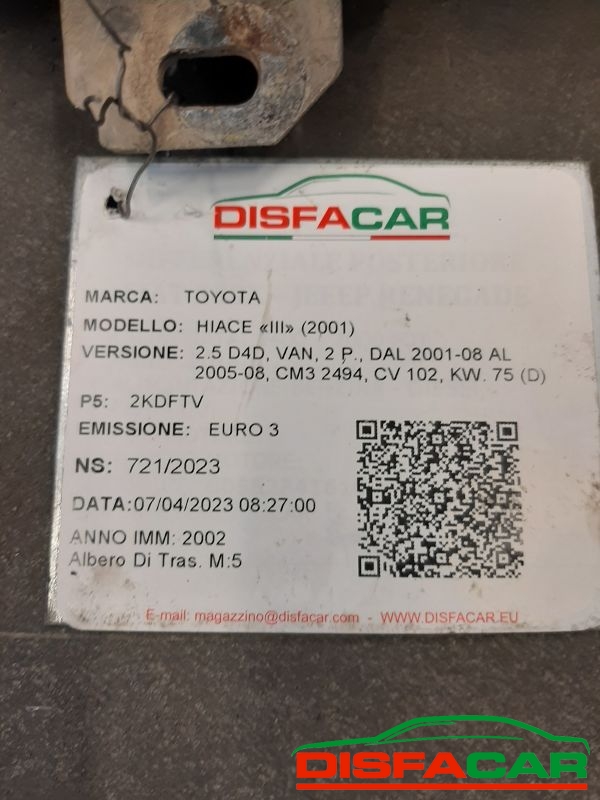 DISFACAR
MARCA: TOYOTA
MODELLO: HIACE «III» (2001)
VERSIONE: 2.5 D4D, VAN, 2 P., DAL 2001-08 AL
2005-08, CM3 2494, CV 102, KW. 75 (D)
P5: 2KDFTV
EMISSIONE: EURO 3
NS: 721/2023
DATA:07/04/2023 08:27:00
ANNO IMM: 2002
Albero Di Tras. M:5
E-mail: magazzino@disfacar.com - WWW.DISFACAR.EU
DISFACAR